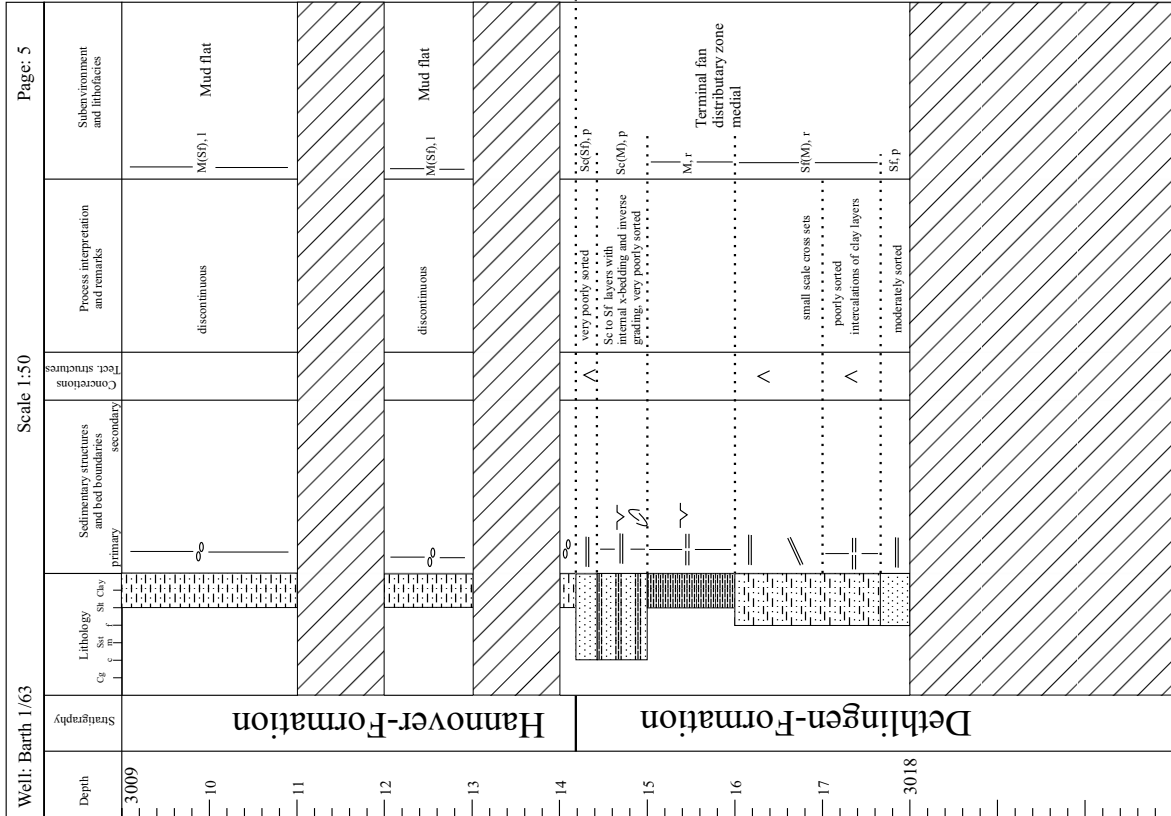 Well: Barth 1/63
Scale 1:50
Page: 5
Depth
Stratigraphy
Lithology
Cg
c
Sst
m
f
Slt
Clay
Sedimentary structures
and bed boundaries
primary
secondary
Concretions
Tect. structures
Process interpretation
and remarks
Subenvironment
and lithofacies
3009
10
11
12
13
14
15
16
17
3018
Hannover-Formation
Dethlingen-Formation
discontinuous
M(Sf), l
Mud flat
discontinuous
M(Sf), l
Mud flat
very poorly sorted
Sc(Sf), p
Sc to Sf layers with
internal x-bedding and inverse
grading, very poorly sorted
Sc(M), p
M, r
Terminal fan
distributary zone
medial
small scale cross sets
Sf(M), r
poorly sorted
intercalations of clay layers
moderately sorted
Sf, p